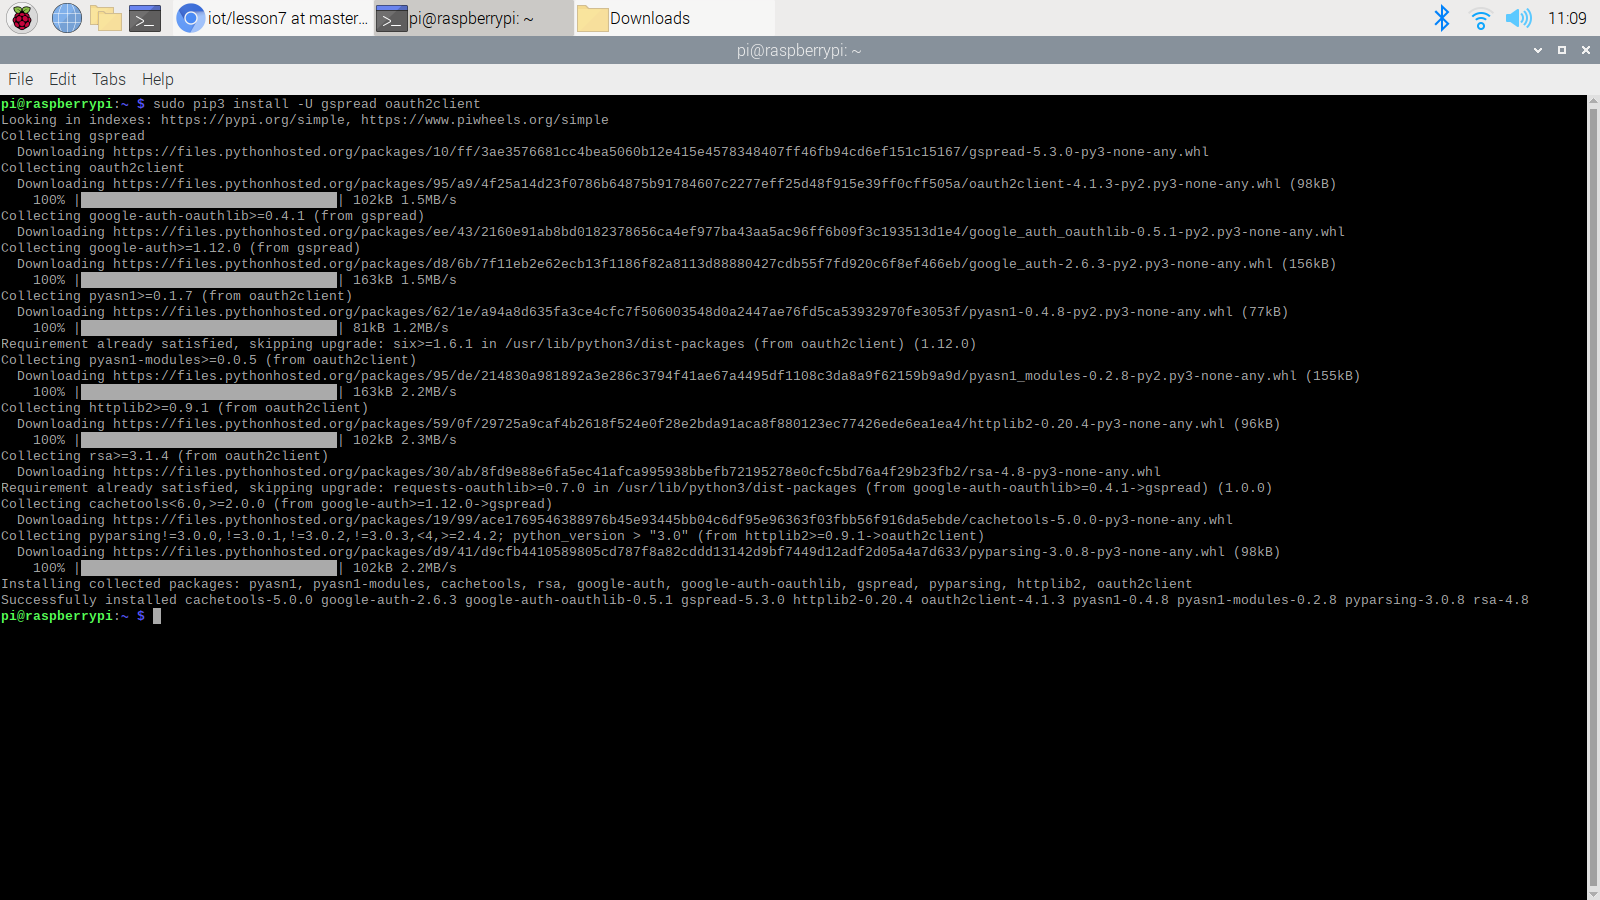 iot/lesson7 at master... pi@raspberrypi: ~ Downloads 11:09
pi@raspberrypi: ~
File Edit Tabs Help
pi@raspberrypi:~ $ sudo pip3 install -U gspread oauth2client
Looking in indexes: https://pypi.org/simple, https://www.piwheels.org/simple
Collecting gspread
  Downloading https://files.pythonhosted.org/packages/10/ff/3ae3576681cc4bea5060b12e415e4578348407ff46fb94cd6ef151c15167/gspread-5.3.0-py3-none-any.whl
Collecting oauth2client
  Downloading https://files.pythonhosted.org/packages/95/a9/4f25a14d23f0786b64875b91784607c2277eff25d48f915e39ff0cff505a/oauth2client-4.1.3-py2.py3-none-any.whl (98kB)
    100% || 102kB 1.5MB/s
Collecting google-auth-oauthlib>=0.4.1 (from gspread)
  Downloading https://files.pythonhosted.org/packages/ee/43/2160e91ab8bd0182378656ca4ef977ba43aa5ac96ff6b09f3c193513d1e4/google_auth_oauthlib-0.5.1-py2.py3-none-any.whl
Collecting google-auth>=1.12.0 (from gspread)
  Downloading https://files.pythonhosted.org/packages/d8/6b/7f11eb2e62ecb13f1186f82a8113d88880427cdb55f7fd920c6f8ef466eb/google_auth-2.6.3-py2.py3-none-any.whl (156kB)
    100% || 163kB 1.5MB/s
Collecting pyasn1>=0.1.7 (from oauth2client)
  Downloading https://files.pythonhosted.org/packages/62/1e/a94a8d635fa3ce4cfc7f506003548d0a2447ae76fd5ca53932970fe3053f/pyasn1-0.4.8-py2.py3-none-any.whl (77kB)
    100% || 81kB 1.2MB/s
Requirement already satisfied, skipping upgrade: six>=1.6.1 in /usr/lib/python3/dist-packages (from oauth2client) (1.12.0)
Collecting pyasn1-modules>=0.0.5 (from oauth2client)
  Downloading https://files.pythonhosted.org/packages/95/de/214830a981892a3e286c3794f41ae67a4495df1108c3da8a9f62159b9a9d/pyasn1_modules-0.2.8-py2.py3-none-any.whl (155kB)
    100% || 163kB 2.2MB/s
Collecting httplib2>=0.9.1 (from oauth2client)
  Downloading https://files.pythonhosted.org/packages/59/0f/29725a9caf4b2618f524e0f28e2bda91aca8f880123ec77426ede6ea1ea4/httplib2-0.20.4-py3-none-any.whl (96kB)
    100% || 102kB 2.3MB/s
Collecting rsa>=3.1.4 (from oauth2client)
  Downloading https://files.pythonhosted.org/packages/30/ab/8fd9e88e6fa5ec41afca995938bbefb72195278e0cfc5bd76a4f29b23fb2/rsa-4.8-py3-none-any.whl
Requirement already satisfied, skipping upgrade: requests-oauthlib>=0.7.0 in /usr/lib/python3/dist-packages (from google-auth-oauthlib>=0.4.1->gspread) (1.0.0)
Collecting cachetools<6.0,>=2.0.0 (from google-auth>=1.12.0->gspread)
  Downloading https://files.pythonhosted.org/packages/19/99/ace1769546388976b45e93445bb04c6df95e96363f03fbb56f916da5ebde/cachetools-5.0.0-py3-none-any.whl
Collecting pyparsing!=3.0.0,!=3.0.1,!=3.0.2,!=3.0.3,<4,>=2.4.2; python_version > "3.0" (from httplib2>=0.9.1->oauth2client)
  Downloading https://files.pythonhosted.org/packages/d9/41/d9cfb4410589805cd787f8a82cddd13142d9bf7449d12adf2d05a4a7d633/pyparsing-3.0.8-py3-none-any.whl (98kB)
    100% || 102kB 2.2MB/s
Installing collected packages: pyasn1, pyasn1-modules, cachetools, rsa, google-auth, google-auth-oauthlib, gspread, pyparsing, httplib2, oauth2client
Successfully installed cachetools-5.0.0 google-auth-2.6.3 google-auth-oauthlib-0.5.1 gspread-5.3.0 httplib2-0.20.4 oauth2client-4.1.3 pyasn1-0.4.8 pyasn1-modules-0.2.8 pyparsing-3.0.8 rsa-4.8
pi@raspberrypi:~ $